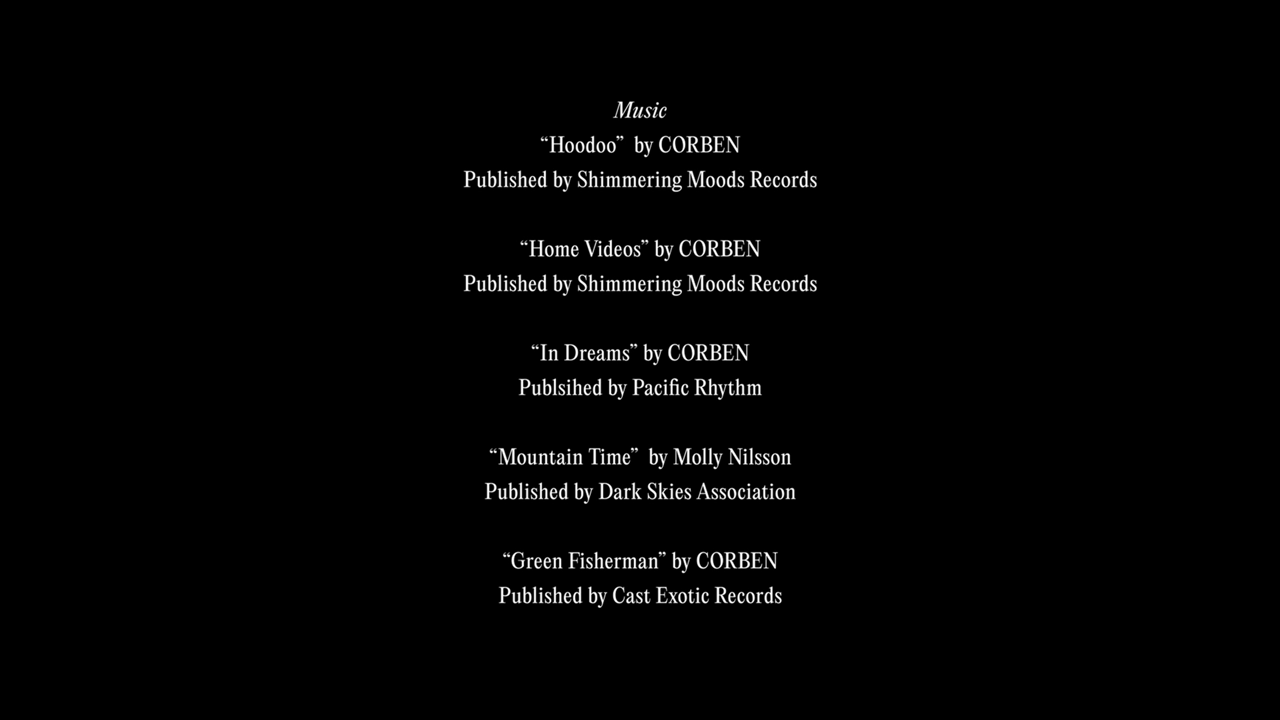 Music
“Hoodoo”  by CORBEN
Published by Shimmering Moods Records
“Home Videos” by CORBEN
Published by Shimmering Moods Records
“In Dreams” by CORBEN
Publsihed by Pacific Rhythm
“Mountain Time”  by Molly Nilsson
Published by Dark Skies Association
“Green Fisherman” by CORBEN
Published by Cast Exotic Records